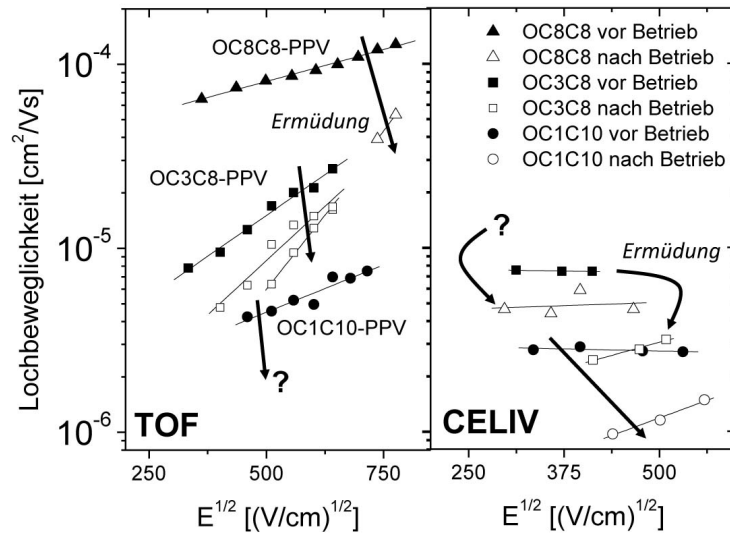 OC8C8-PPV
Ermüdung
OC3C8-PPV
OC1C10-PPV
?
TOF
10^-4
10^-5
10^-6
Lochbeweglichkeit [cm^2/Vs]
250 500 750
E^1/2 [(V/cm)^1/2]
OC8C8 vor Betrieb
OC8C8 nach Betrieb
OC3C8 vor Betrieb
OC3C8 nach Betrieb
OC1C10 vor Betrieb
OC1C10 nach Betrieb
?
Ermüdung
CELIV
250 375 500
E^1/2 [(V/cm)^1/2]